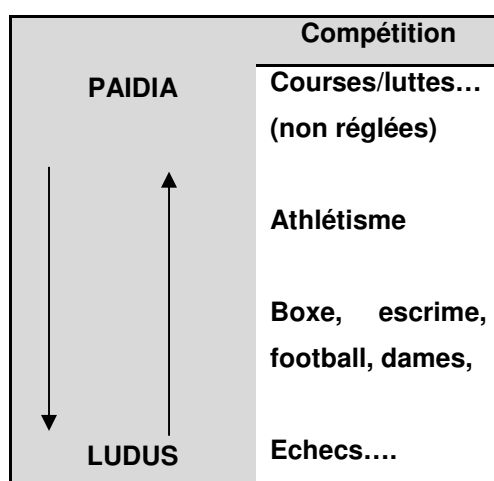 Compétition
PAIDIA
Courses/luttes…
(non réglées)
Athlétisme
Boxe, escrime,
football, dames,
LUDUS
Echecs….